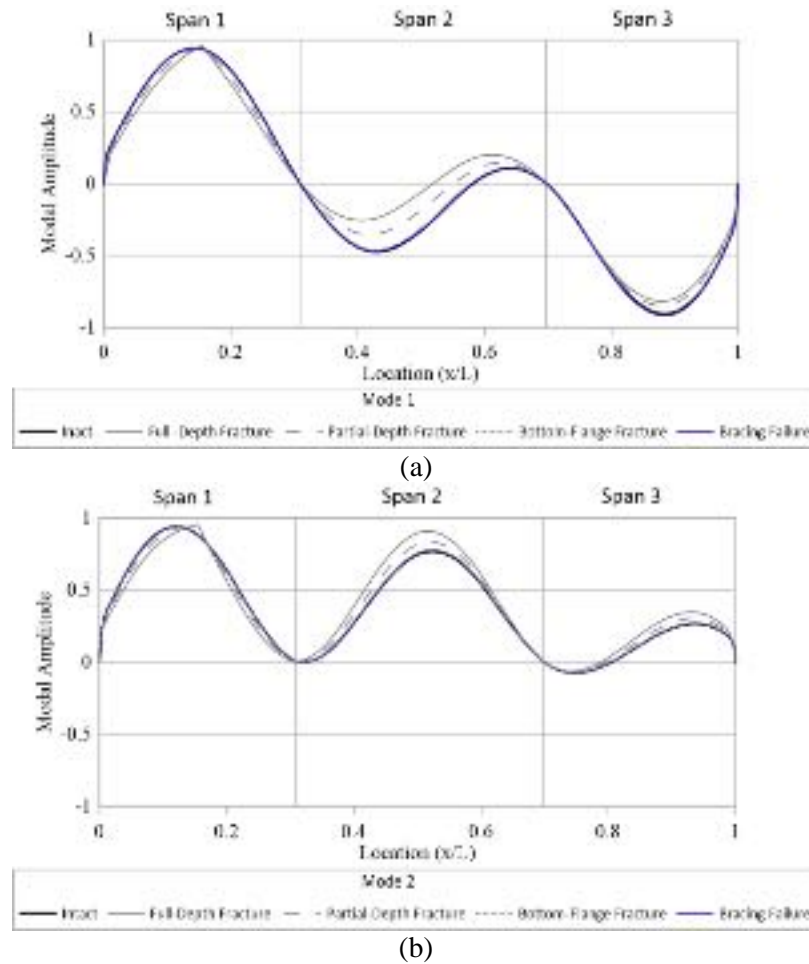 Span 1 Span 2 Span 3
1
0.5
0
-0.5
-1
Modal Amplitude
0 0.2 0.4 0.6 0.8 1
Location (x/L)
Mode 1
Inact Full-Depth Fracture Partial-Depth Fracture Bottom-Flange Fracture Bracing Failure
(a)
Span 1 Span 2 Span 3
1
0.5
0
-0.5
-1
Modal Amplitude
0 0.2 0.4 0.6 0.8 1
Location (x/L)
Mode 2
Intact Full-Depth Fracture Partial-Depth Fracture Bottom-Flange Fracture Bracing Failure
(b)